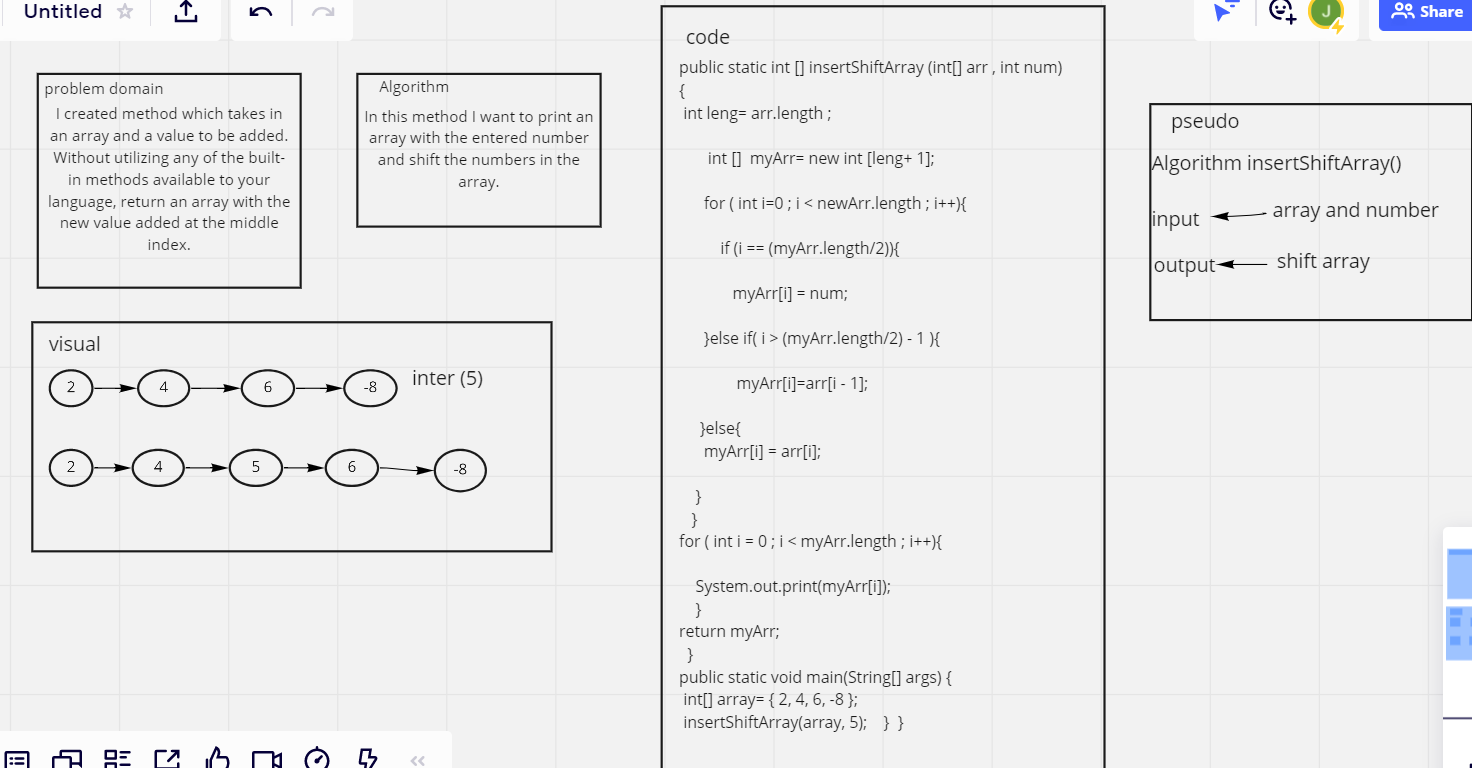 Untitled
J
Share
problem domain
I created method which takes in
an array and a value to be added.
Without utilizing any of the built-
in methods available to your
language, return an array with the
new value added at the middle
index.
Algorithm
In this method I want to print an
array with the entered number
and shift the numbers in the
array.
visual
2 4 6 -8 inter (5)
2 4 5 6 -8
code
public static int [] insertShiftArray (int[] arr , int num)
{
int leng= arr.length ;
int [] myArr= new int [leng+ 1];
for ( int i=0 ; i < newArr.length ; i++){
if (i == (myArr.length/2)){
myArr[i] = num;
}else if( i > (myArr.length/2) - 1 ){
myArr[i]=arr[i - 1];
}else{
myArr[i] = arr[i];
}
}
for ( int i = 0 ; i < myArr.length ; i++){
System.out.print(myArr[i]);
}
return myArr;
}
public static void main(String[] args) {
int[] array= { 2, 4, 6, -8 };
insertShiftArray(array, 5); } }
pseudo
Algorithm insertShiftArray()
input array and number
output shift array